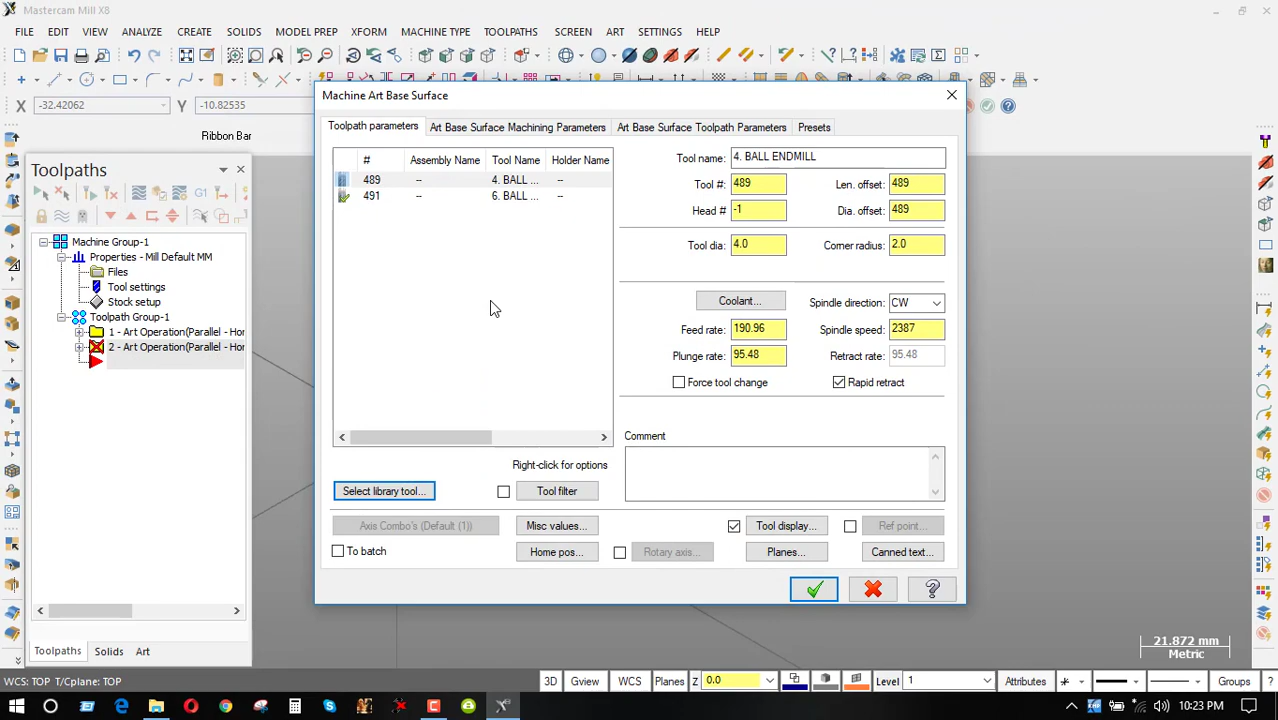 Mastercam Mill X8
FILE EDIT VIEW ANALYZE CREATE SOLIDS MODEL PREP XFORM MACHINE TYPE TOOLPATHS SCREEN ART SETTINGS HELP
X -32.42062 Y -10.82535
Ribbon Bar
Toolpaths
Machine Group-1
Properties - Mill Default MM
Files
Tool settings
Stock setup
Toolpath Group-1
1 - Art Operation(Parallel - Hor
2 - Art Operation(Parallel - Hor
Toolpaths Solids Art
Machine Art Base Surface
Toolpath parameters Art Base Surface Machining Parameters Art Base Surface Toolpath Parameters Presets
# Assembly Name Tool Name Holder Name
489 -- 4. BALL ... --
491 -- 6. BALL ... --
Tool name: 4. BALL ENDMILL
Tool #: 489 Len. offset: 489
Head # -1 Dia. offset: 489
Tool dia: 4.0 Corner radius: 2.0
Coolant... Spindle direction: CW
Feed rate: 190.96 Spindle speed: 2387
Plunge rate: 95.48 Retract rate: 95.48
Force tool change Rapid retract
Comment
Right-click for options
Select library tool... Tool filter
Axis Combo's (Default (1)) Misc values... Tool display... Ref point...
To batch Home pos... Rotary axis... Planes... Canned text...
21.872 mm
Metric
WCS: TOP T/Cplane: TOP 3D Gview WCS Planes Z 0.0 Level 1 Attributes Groups
10:23 PM